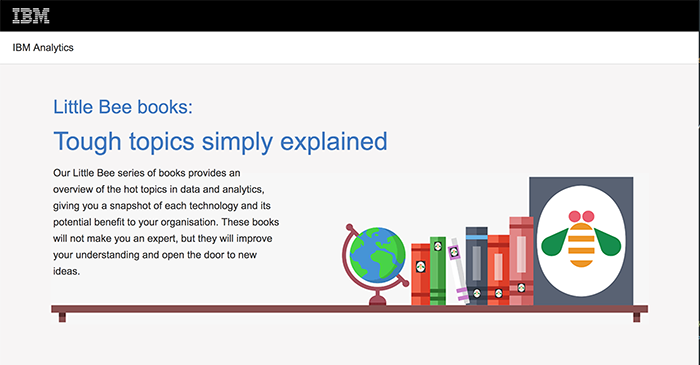 IBM
IBM Analytics
Little Bee books:
Tough topics simply explained
Our Little Bee series of books provides an
overview of the hot topics in data and analytics,
giving you a snapshot of each technology and its
potential benefit to your organisation. These books
will not make you an expert, but they will improve
your understanding and open the door to new
ideas.